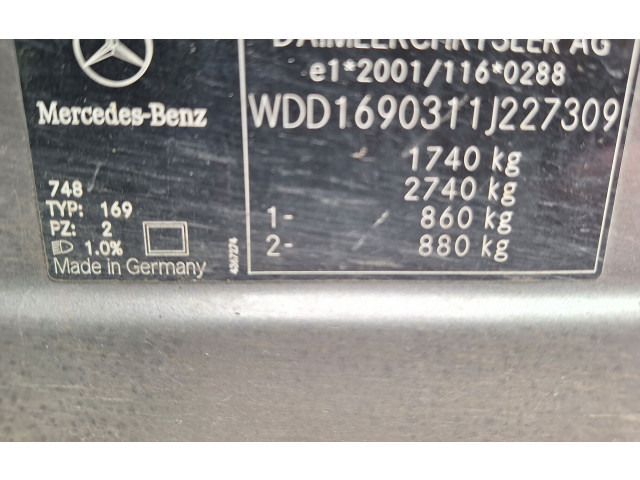 DAIMLERCHRYSLER AG
e1*2001/116*0288
Mercedes-Benz
WDD1690311J227309
1740 kg
2740 kg
1- 860 kg
2- 880 kg
748
TYP: 169
PZ: 2
1.0%
Made in Germany
4567274